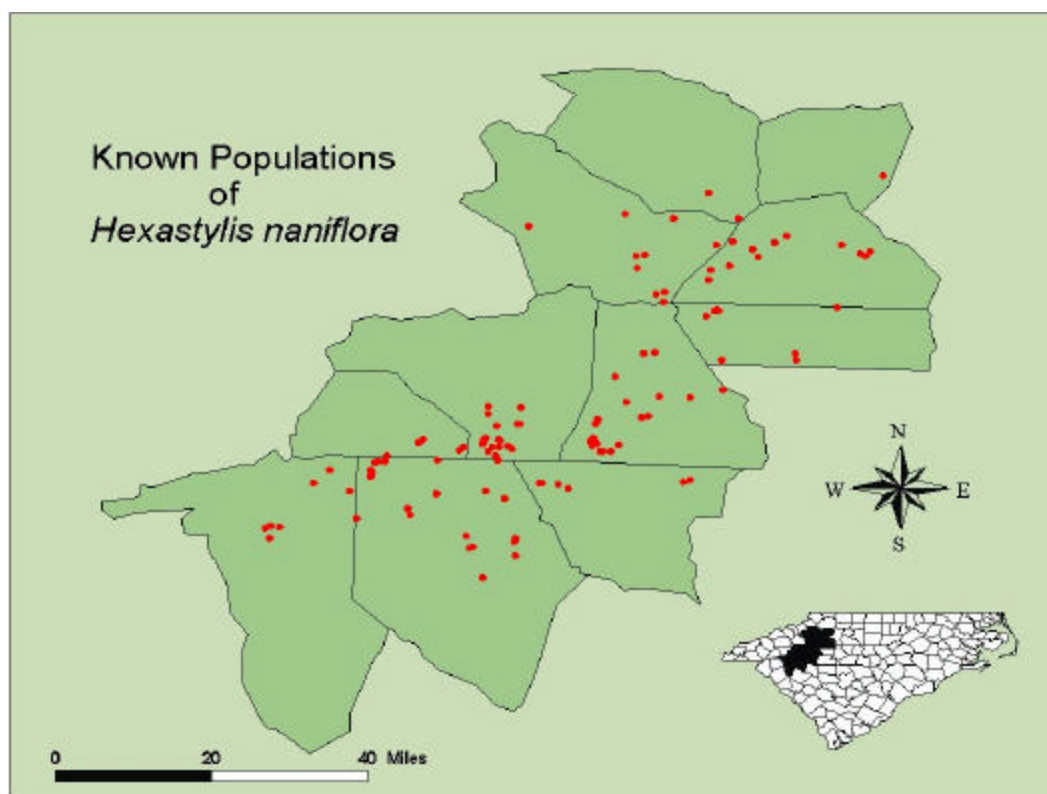 Known Populations
of
Hexastylis naniflora
N
W E
S
0 20 40 Miles